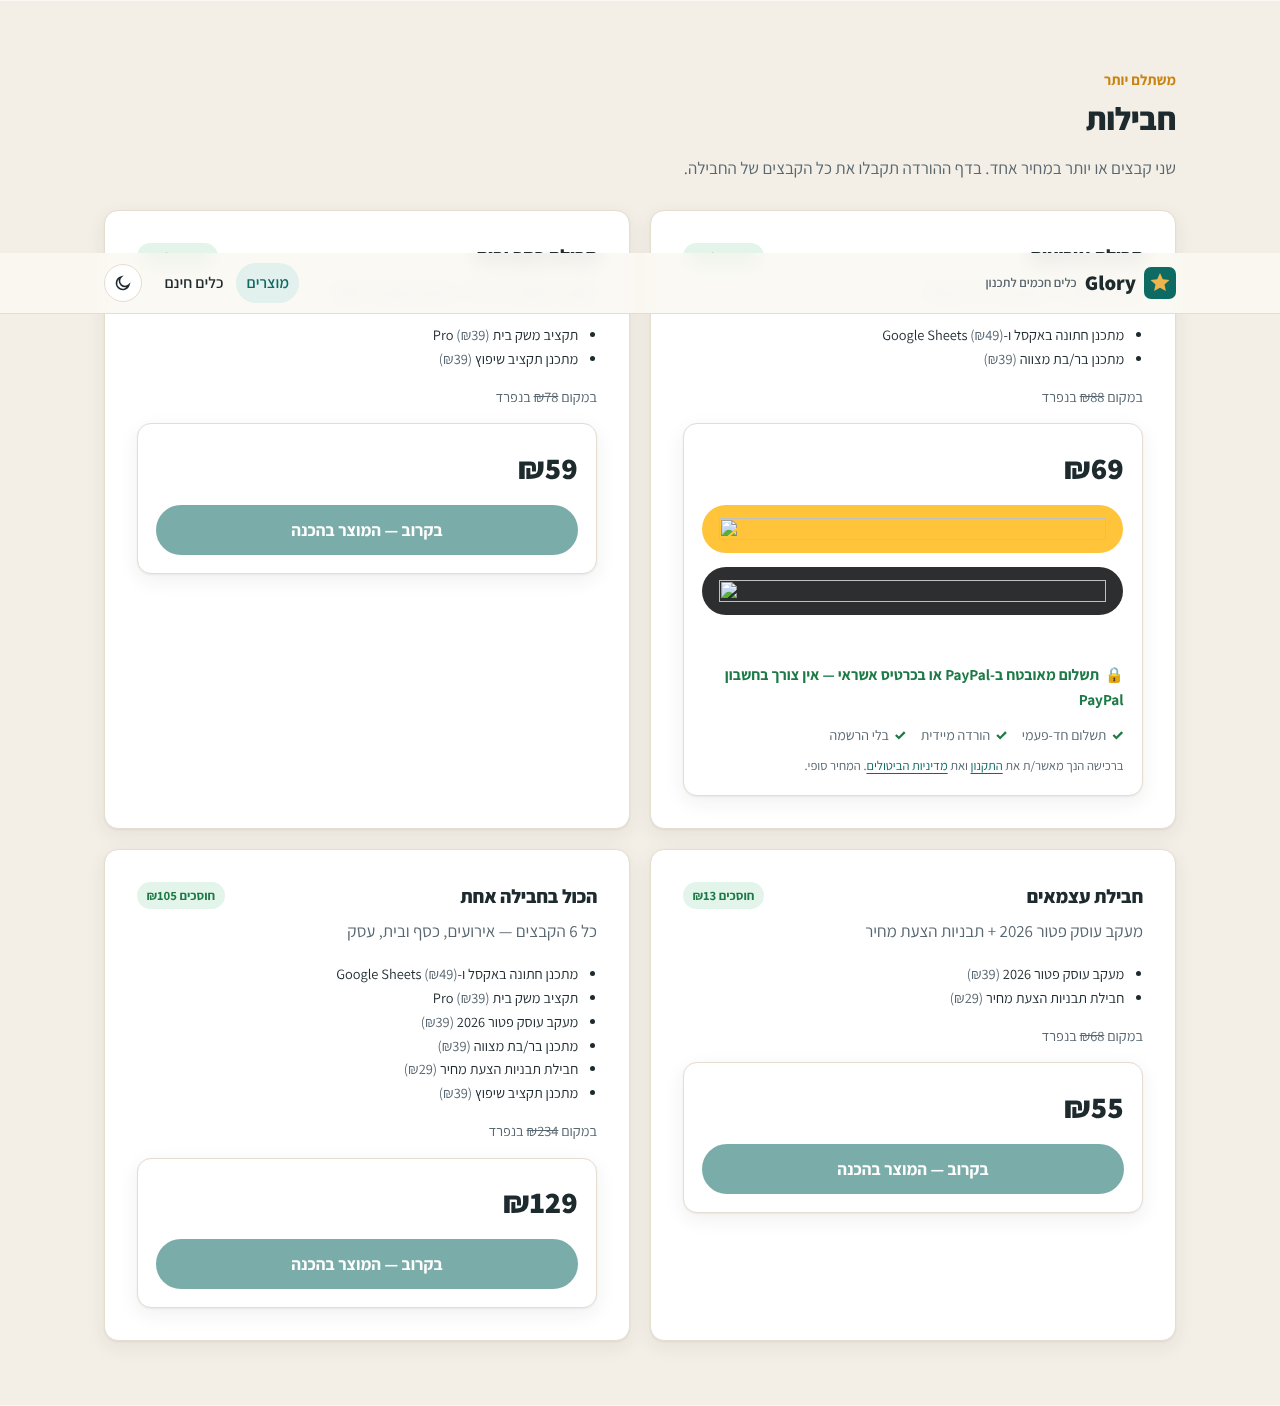 משתלם יותר
חבילות
שני קבצים או יותר במחיר אחד. בדף ההורדה תקבלו את כל הקבצים של החבילה.
Glory כלים חכמים לתכנון
מוצרים
כלים חינם
מתכנן חתונה באקסל ו-Google Sheets (₪49)
מתכנן בר/בת מצווה (₪39)
במקום ₪88 בנפרד
₪69
🔒 תשלום מאובטח ב-PayPal או בכרטיס אשראי — אין צורך בחשבון
PayPal
✓ תשלום חד-פעמי ✓ הורדה מיידית ✓ בלי הרשמה
ברכישה הנך מאשר/ת את התקנון ואת מדיניות הביטולים. המחיר סופי.
תקציב משק בית Pro (₪39)
מתכנן תקציב שיפוץ (₪39)
במקום ₪78 בנפרד
₪59
בקרוב — המוצר בהכנה
חבילת עצמאים
חוסכים ₪13
מעקב עוסק פטור 2026 + תבניות הצעת מחיר
מעקב עוסק פטור 2026 (₪39)
חבילת תבניות הצעת מחיר (₪29)
במקום ₪68 בנפרד
₪55
בקרוב — המוצר בהכנה
הכול בחבילה אחת
חוסכים ₪105
כל 6 הקבצים — אירועים, כסף ובית, עסק
מתכנן חתונה באקסל ו-Google Sheets (₪49)
תקציב משק בית Pro (₪39)
מעקב עוסק פטור 2026 (₪39)
מתכנן בר/בת מצווה (₪39)
חבילת תבניות הצעת מחיר (₪29)
מתכנן תקציב שיפוץ (₪39)
במקום ₪234 בנפרד
₪129
בקרוב — המוצר בהכנה